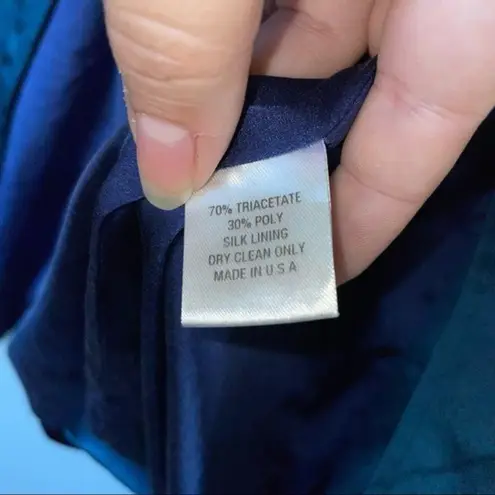 70% TRIACETATE
30% POLY
SILK LINING
DRY CLEAN ONLY
MADE IN U S A